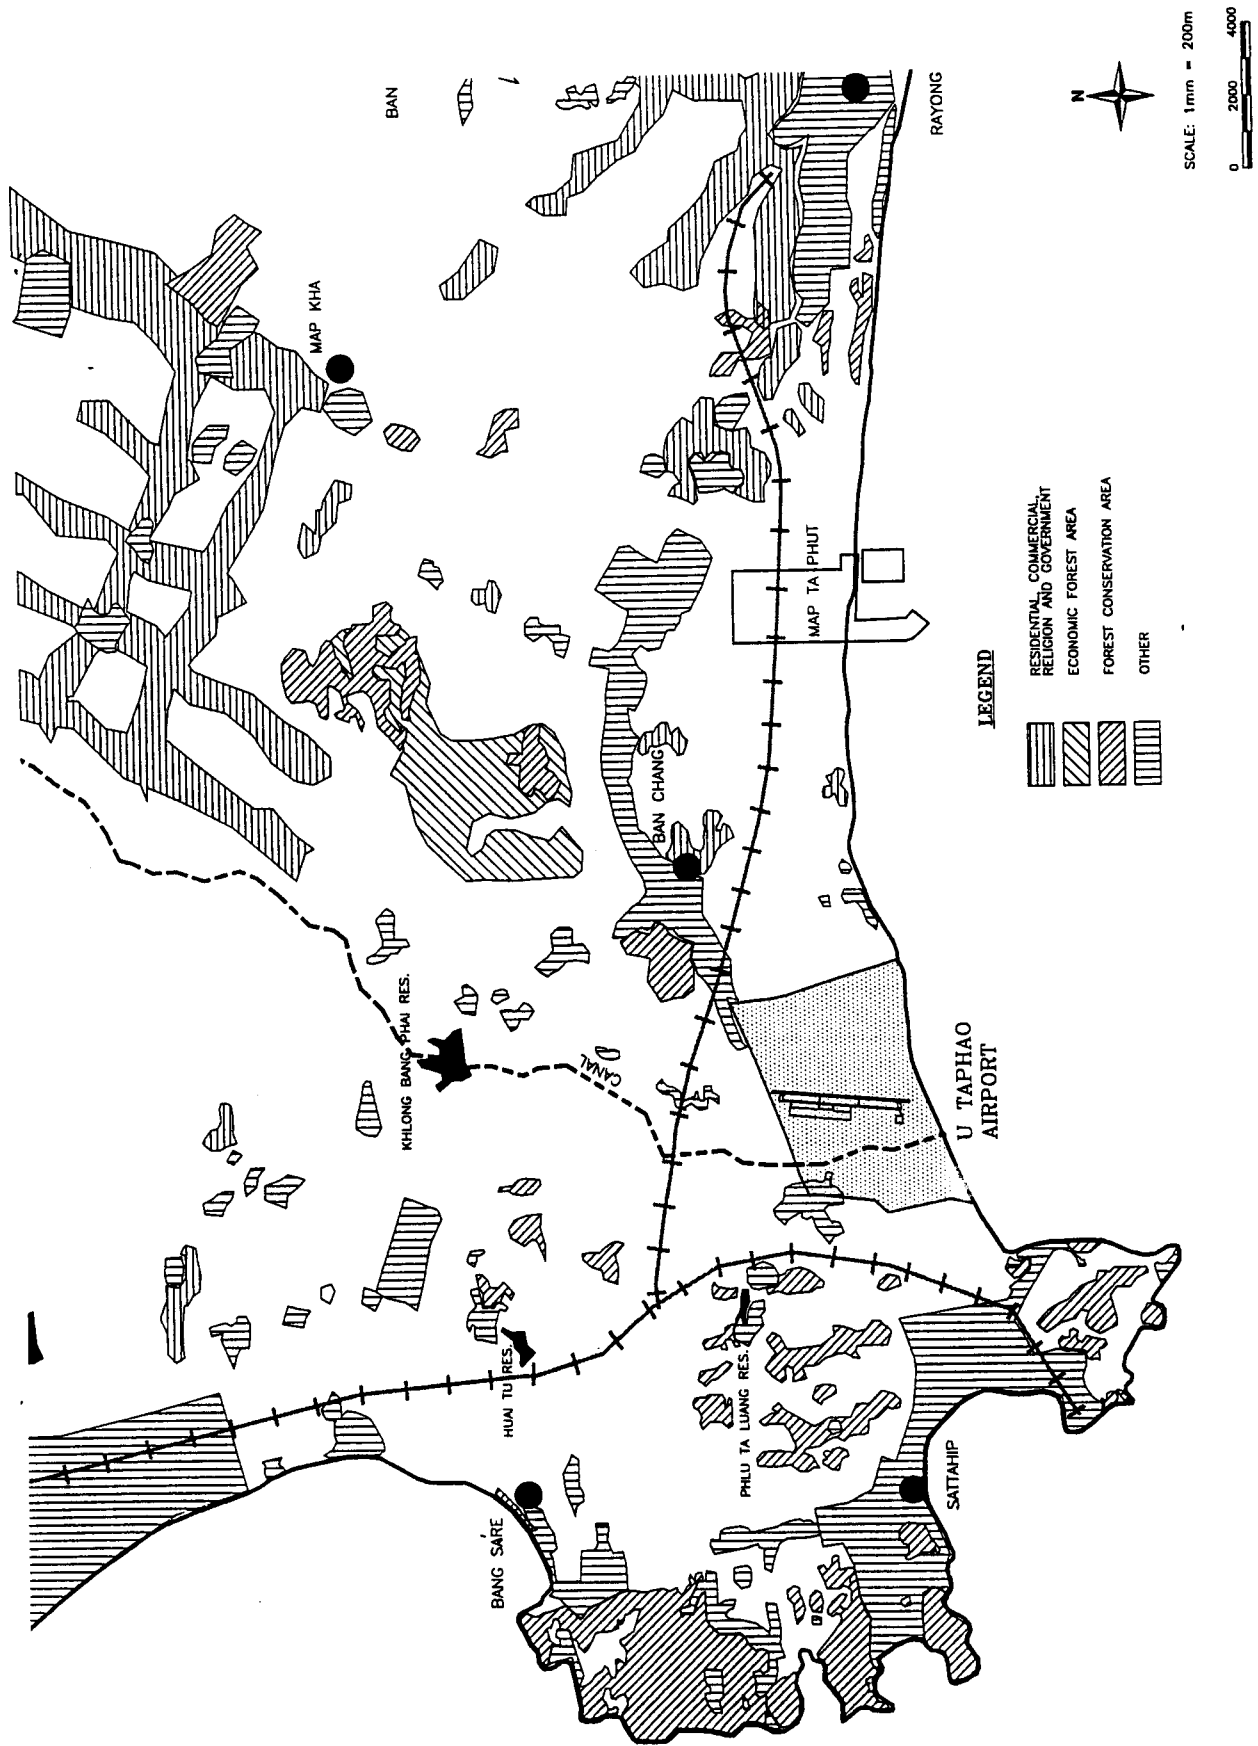 BAN
MAP KHA
RAYONG
KHLONG BANG PHAI RES.
CANAL
BAN CHANG
MAP TA PHUT
HUAI TU RES.
PHLU TA LUANG RES.
BANG SARE
SATTAHIP
U TAPHAO
AIRPORT
LEGEND
RESIDENTIAL, COMMERCIAL,
RELIGION AND GOVERNMENT
ECONOMIC FOREST AREA
FOREST CONSERVATION AREA
OTHER
N
SCALE: 1mm = 200m
0 2000 4000